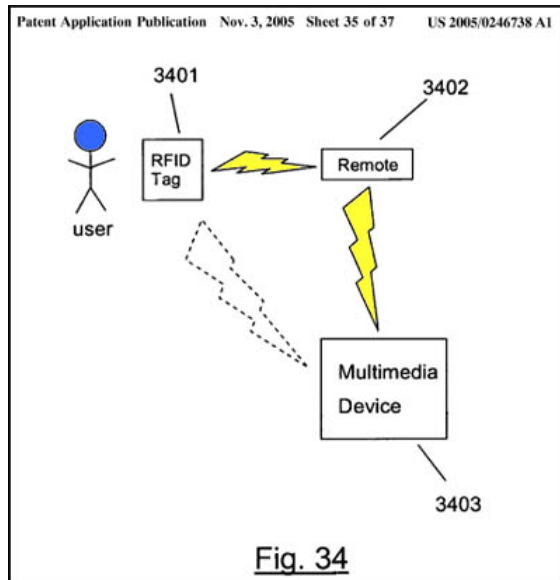 Patent Application Publication Nov. 3, 2005 Sheet 35 of 37 US 2005/0246738 A1
3401
3402
RFID
Tag
Remote
user
Multimedia
Device
3403
Fig. 34